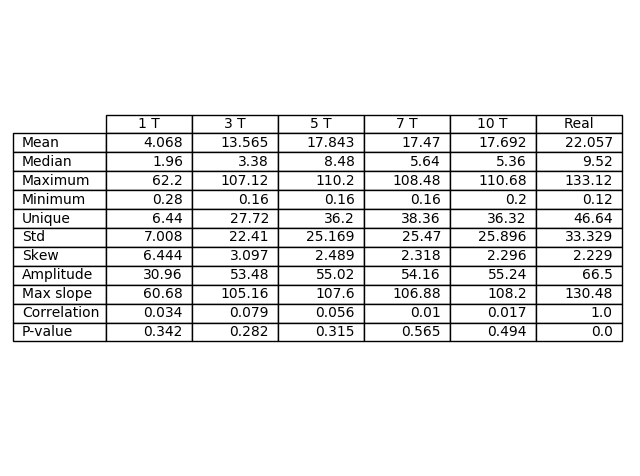 1 T 3 T 5 T 7 T 10 T Real
Mean 4.068 13.565 17.843 17.47 17.692 22.057
Median 1.96 3.38 8.48 5.64 5.36 9.52
Maximum 62.2 107.12 110.2 108.48 110.68 133.12
Minimum 0.28 0.16 0.16 0.16 0.2 0.12
Unique 6.44 27.72 36.2 38.36 36.32 46.64
Std 7.008 22.41 25.169 25.47 25.896 33.329
Skew 6.444 3.097 2.489 2.318 2.296 2.229
Amplitude 30.96 53.48 55.02 54.16 55.24 66.5
Max slope 60.68 105.16 107.6 106.88 108.2 130.48
Correlation 0.034 0.079 0.056 0.01 0.017 1.0
P-value 0.342 0.282 0.315 0.565 0.494 0.0